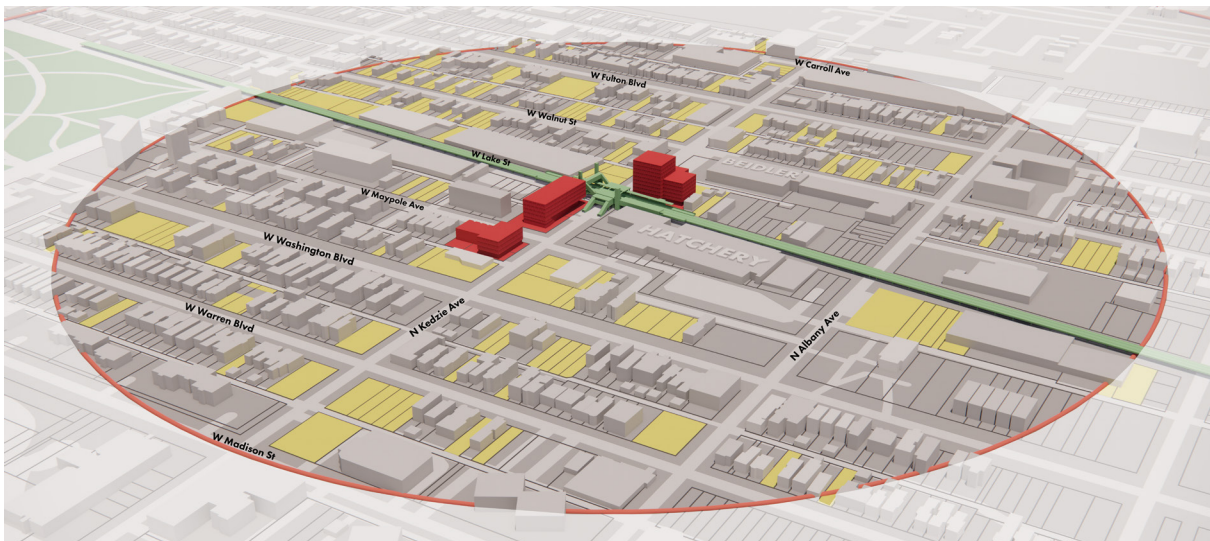 W Carroll Ave
W Fulton Blvd
W Walnut St
W Lake St
BEIDLER
W Maypole Ave
HATCHERY
W Washington Blvd
N Kedzie Ave
W Warren Blvd
N Albany Ave
W Madison St